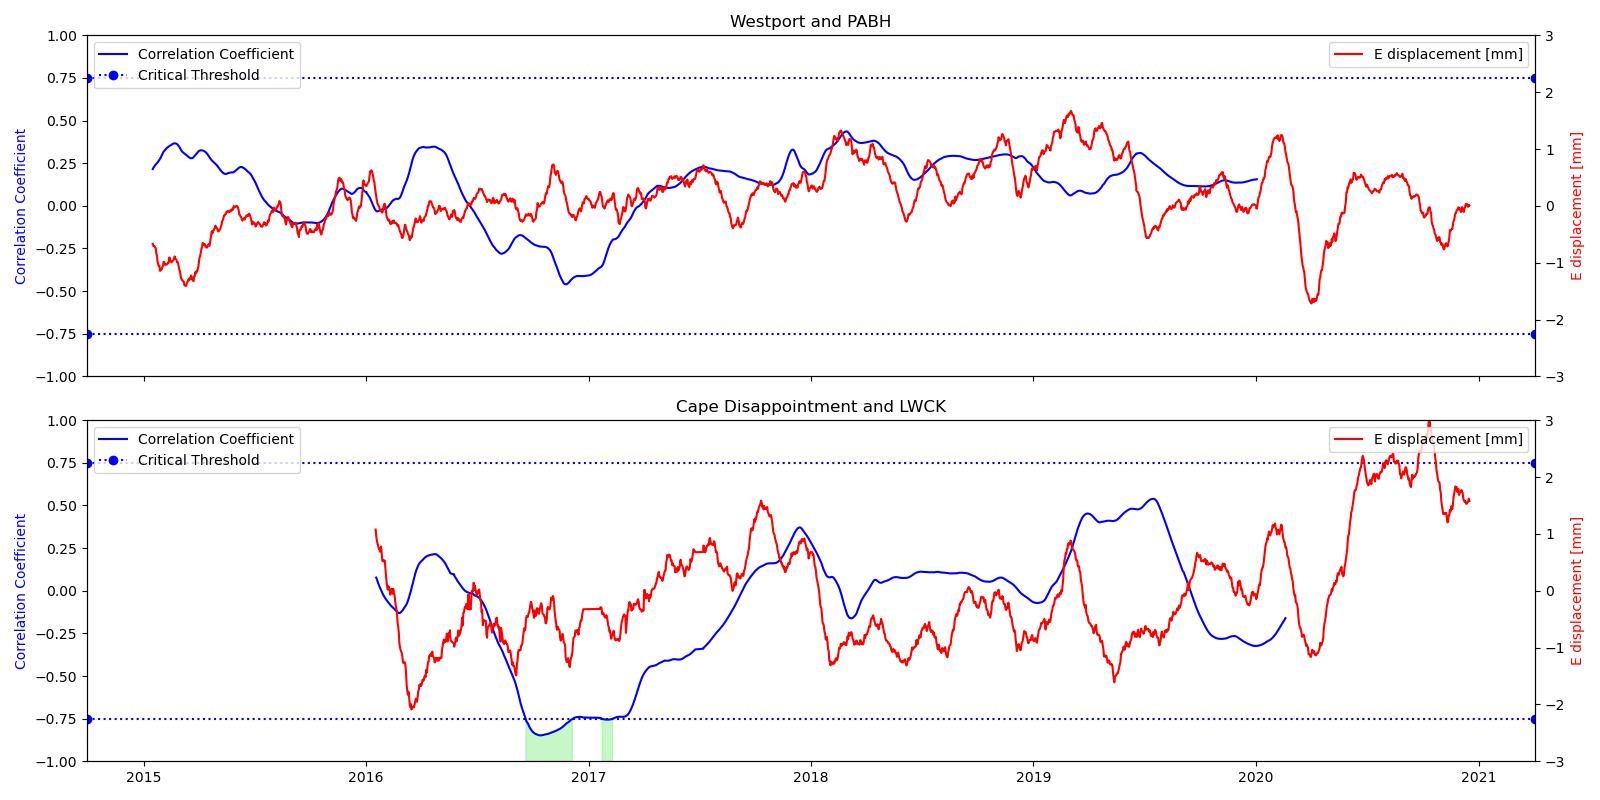 Westport and PABH
1.00
0.75
0.50
0.25
0.00
−0.25
−0.50
−0.75
−1.00
Correlation Coefficient
Correlation Coefficient
Critical Threshold
E displacement [mm]
3
2
1
0
−1
−2
−3
E displacement [mm]
Cape Disappointment and LWCK
1.00
0.75
0.50
0.25
0.00
−0.25
−0.50
−0.75
−1.00
Correlation Coefficient
Correlation Coefficient
Critical Threshold
E displacement [mm]
3
2
1
0
−1
−2
−3
E displacement [mm]
2015 2016 2017 2018 2019 2020 2021